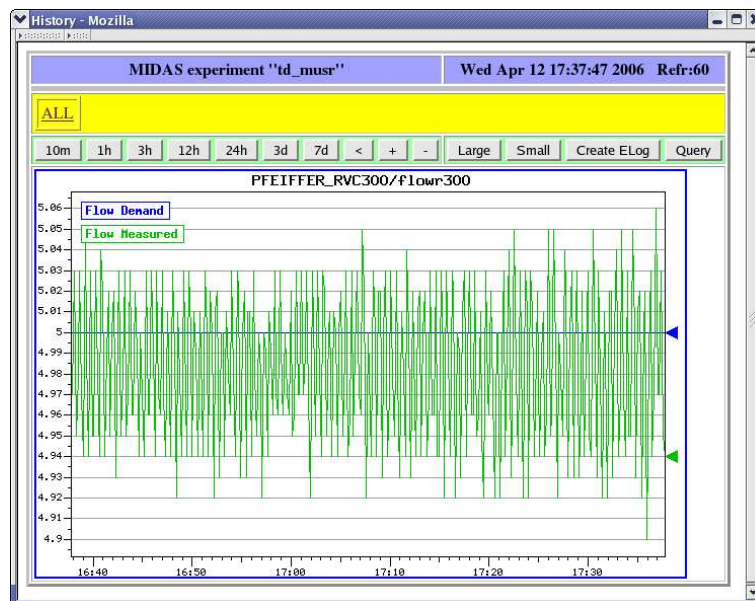 History - Mozilla
MIDAS experiment "td_musr"
Wed Apr 12 17:37:47 2006 Refr:60
ALL
10m 1h 3h 12h 24h 3d 7d < + - Large Small Create ELog Query
PFEIFFER_RVC300/flowr300
Flow Demand
Flow Measured
5.06
5.05
5.04
5.03
5.02
5.01
5
4.99
4.98
4.97
4.96
4.95
4.94
4.93
4.92
4.91
4.9
16:40 16:50 17:00 17:10 17:20 17:30